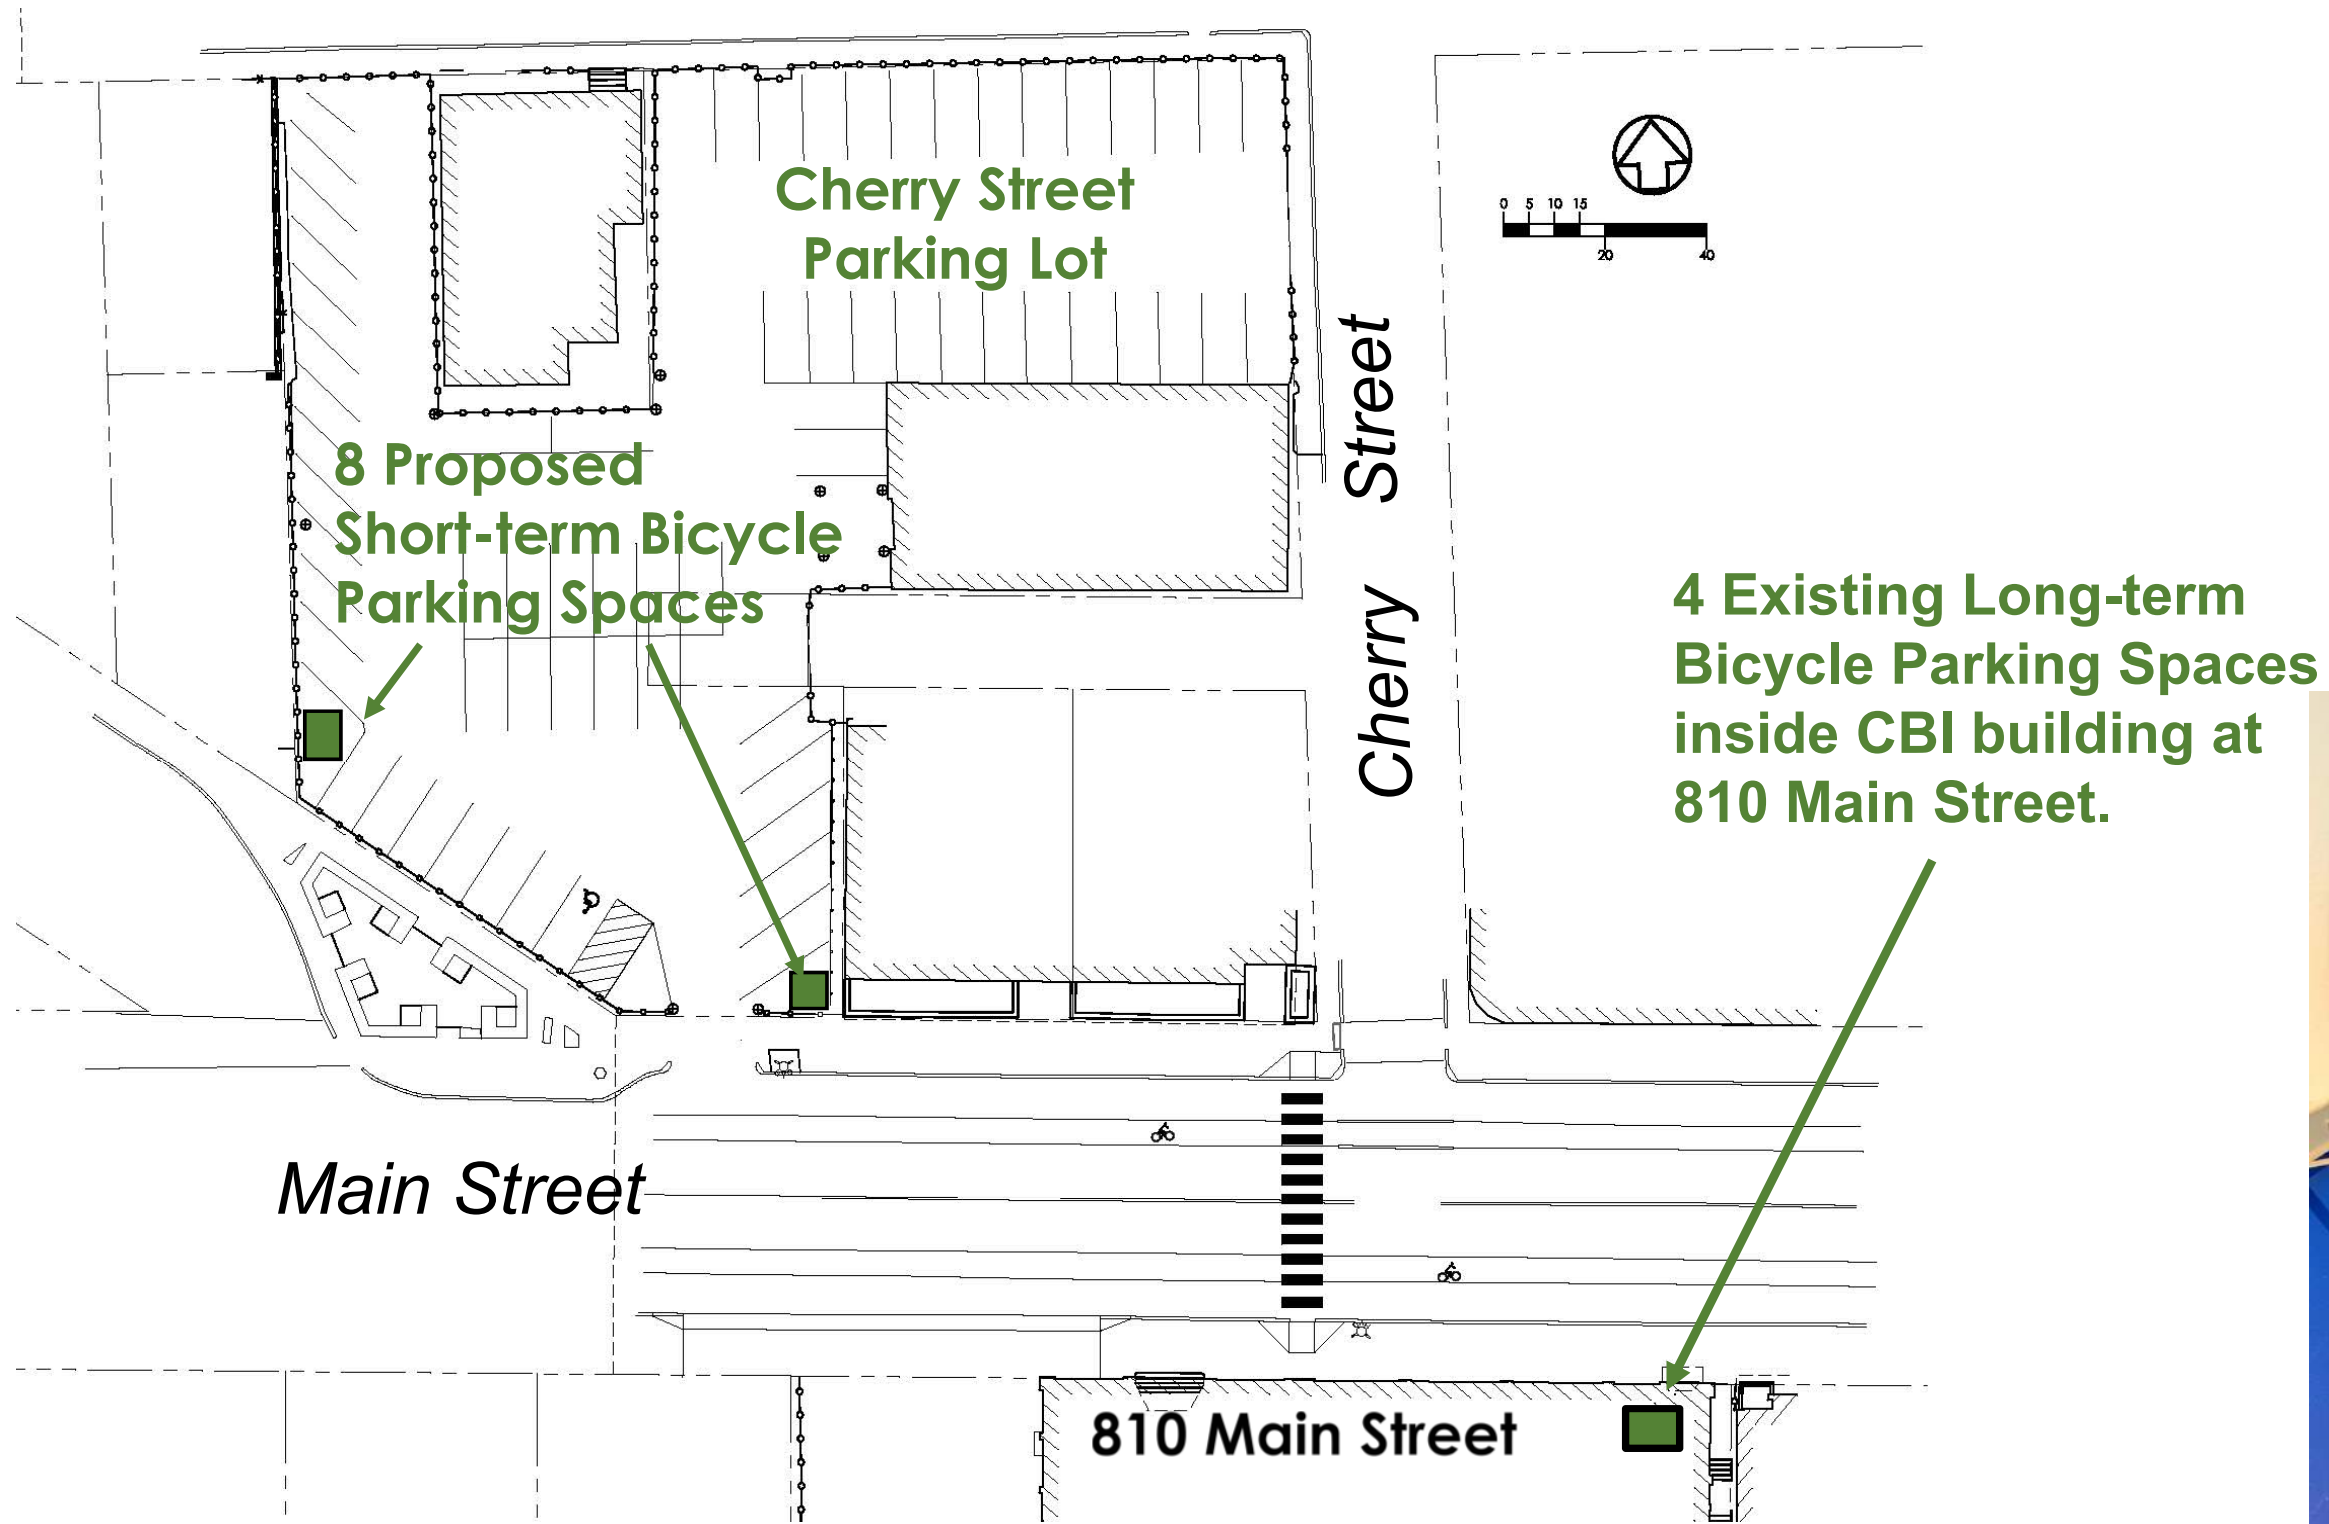 Cherry Street
Parking Lot
0 5 10 15
20 40
8 Proposed
Short-term Bicycle
Parking Spaces
Cherry Street
4 Existing Long-term
Bicycle Parking Spaces
inside CBI building at
810 Main Street.
Main Street
810 Main Street